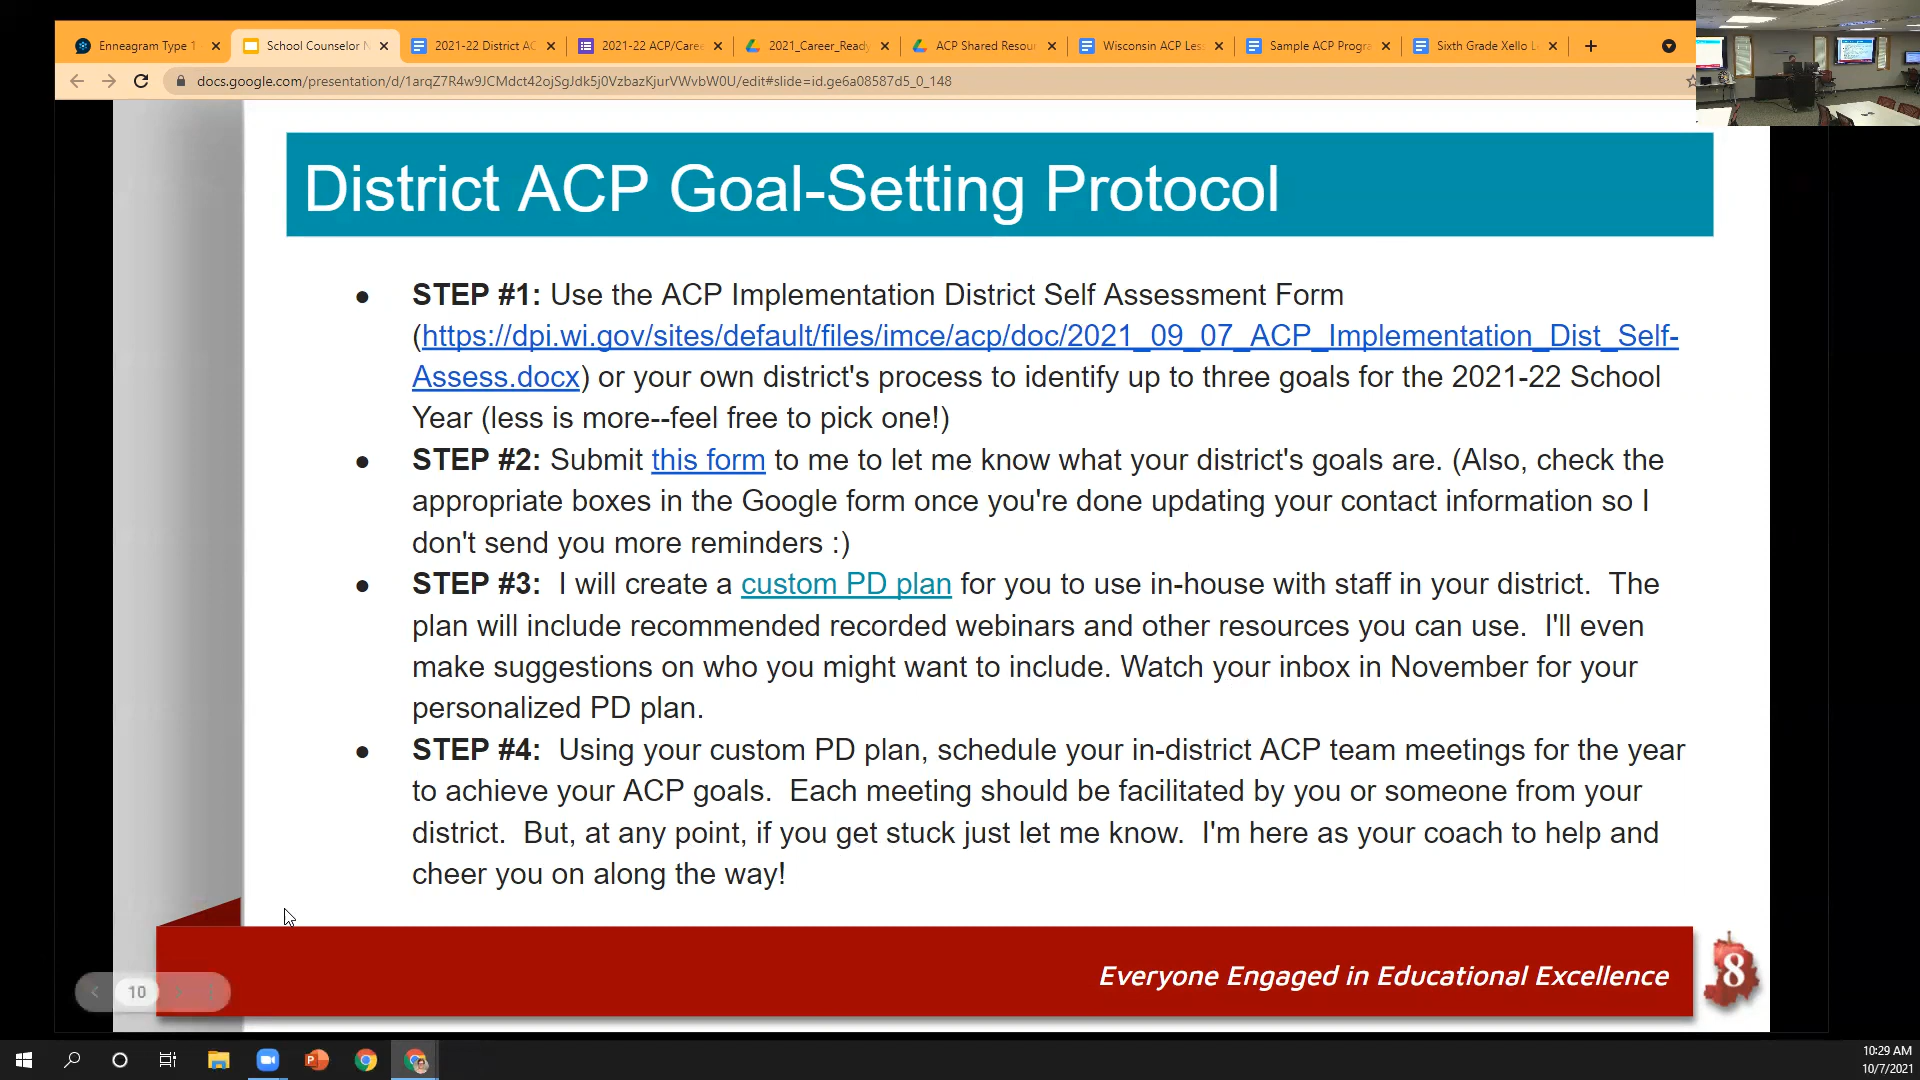 Enneagram Type 1
School Counselor N
2021-22 District AC
2021-22 ACP/Caree
2021_Career_Ready
ACP Shared Resour
Wisconsin ACP Les
Sample ACP Progra
Sixth Grade Xello L
docs.google.com/presentation/d/1arqZ7R4w9JCMdct42ojSgJdk5j0VzbazKjurVWvbW0U/edit#slide=id.ge6a08587d5_0_148
District ACP Goal-Setting Protocol
● STEP #1: Use the ACP Implementation District Self Assessment Form
(https://dpi.wi.gov/sites/default/files/imce/acp/doc/2021_09_07_ACP_Implementation_Dist_Self-
Assess.docx) or your own district's process to identify up to three goals for the 2021-22 School
Year (less is more--feel free to pick one!)
● STEP #2: Submit this form to me to let me know what your district's goals are. (Also, check the
appropriate boxes in the Google form once you're done updating your contact information so I
don't send you more reminders :)
● STEP #3: I will create a custom PD plan for you to use in-house with staff in your district. The
plan will include recommended recorded webinars and other resources you can use. I'll even
make suggestions on who you might want to include. Watch your inbox in November for your
personalized PD plan.
● STEP #4: Using your custom PD plan, schedule your in-district ACP team meetings for the year
to achieve your ACP goals. Each meeting should be facilitated by you or someone from your
district. But, at any point, if you get stuck just let me know. I'm here as your coach to help and
cheer you on along the way!
Everyone Engaged in Educational Excellence
8
10
10:29 AM
10/7/2021